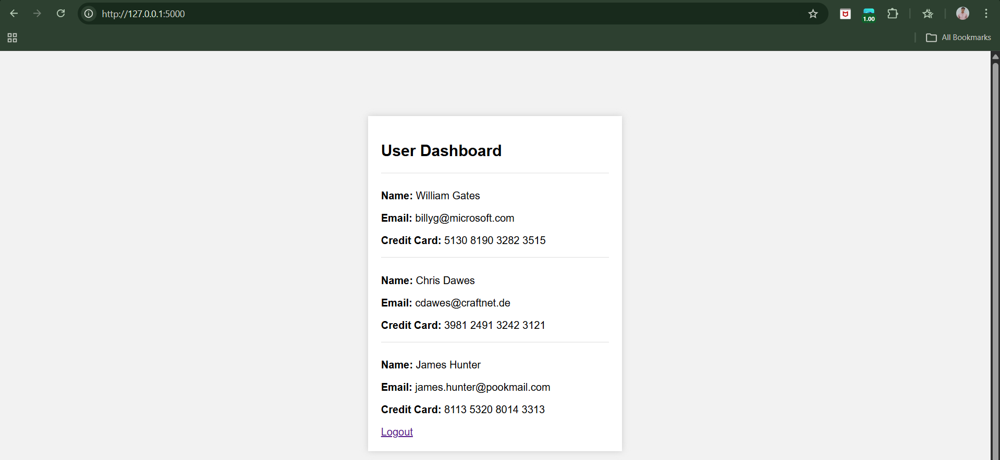 http://127.0.0.1:5000
1.00
All Bookmarks
User Dashboard
Name: William Gates
Email: billyg@microsoft.com
Credit Card: 5130 8190 3282 3515
Name: Chris Dawes
Email: cdawes@craftnet.de
Credit Card: 3981 2491 3242 3121
Name: James Hunter
Email: james.hunter@pookmail.com
Credit Card: 8113 5320 8014 3313
Logout